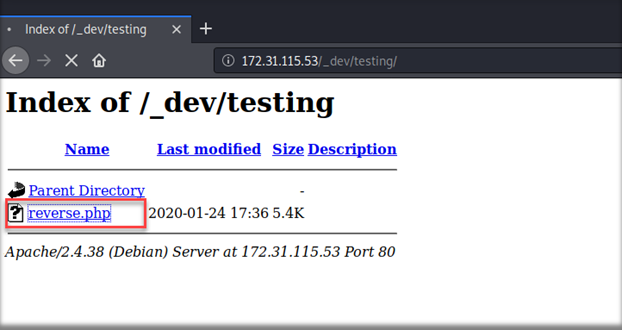 Index of /_dev/testing
172.31.115.53/_dev/testing/
Index of /_dev/testing
Name Last modified Size Description
Parent Directory -
reverse.php 2020-01-24 17:36 5.4K
Apache/2.4.38 (Debian) Server at 172.31.115.53 Port 80